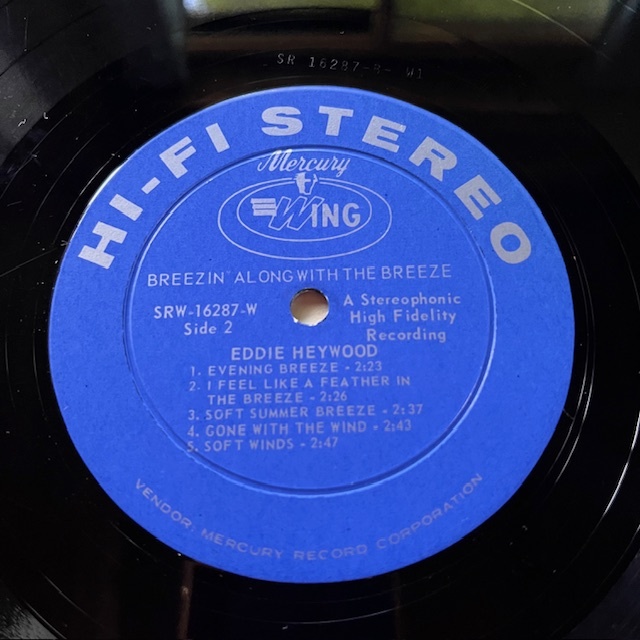 SR 16287-B- W1
HI-FI STEREO
Mercury
WING
BREEZIN' ALONG WITH THE BREEZE
SRW-16287-W
Side 2
A Stereophonic
High Fidelity
Recording
EDDIE HEYWOOD
1. EVENING BREEZE - 2:23
2. I FEEL LIKE A FEATHER IN
THE BREEZE - 2:26
3. SOFT SUMMER BREEZE - 2:37
4. GONE WITH THE WIND - 2:43
5. SOFT WINDS - 2:47
VENDOR MERCURY RECORD CORPORATION